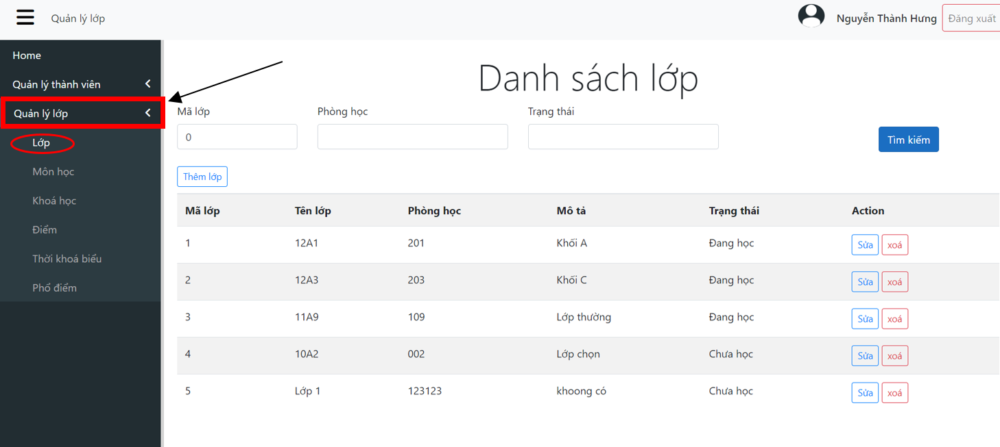 Quản lý lớp
Nguyễn Thành Hưng
Đăng xuất
Home
Quản lý thành viên
Quản lý lớp
Lớp
Môn học
Khoá học
Điểm
Thời khoá biểu
Phổ điểm
Danh sách lớp
Mã lớp Phòng học Trạng thái
0
Tìm kiếm
Thêm lớp
Mã lớp Tên lớp Phòng học Mô tả Trạng thái Action
1 12A1 201 Khối A Đang học Sửa xoá
2 12A3 203 Khối C Đang học Sửa xoá
3 11A9 109 Lớp thường Đang học Sửa xoá
4 10A2 002 Lớp chọn Chưa học Sửa xoá
5 Lớp 1 123123 khoong có Chưa học Sửa xoá